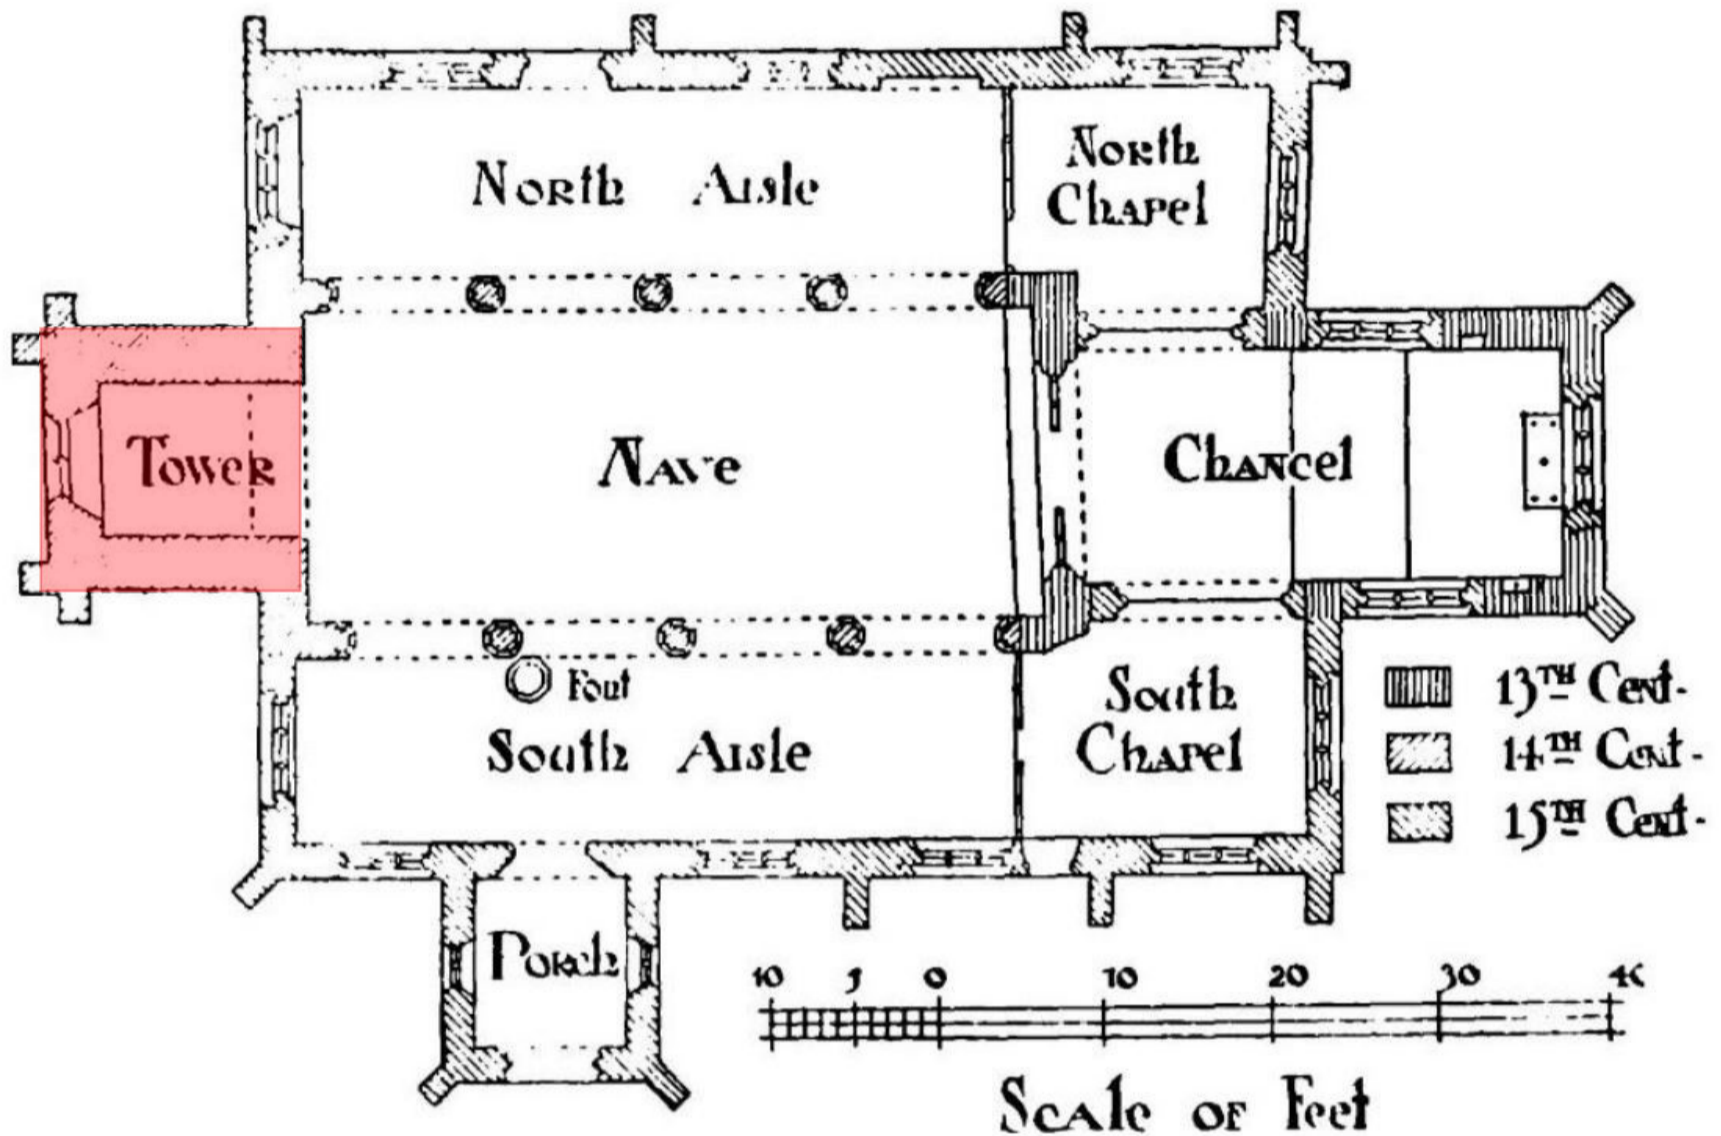 North Aisle
North
Chapel
Tower
Nave
Chancel
Font
South Aisle
South
Chapel
13TH Cent.
14TH Cent.
15TH Cent.
Porch
10 5 0 10 20 30 40
Scale of Feet